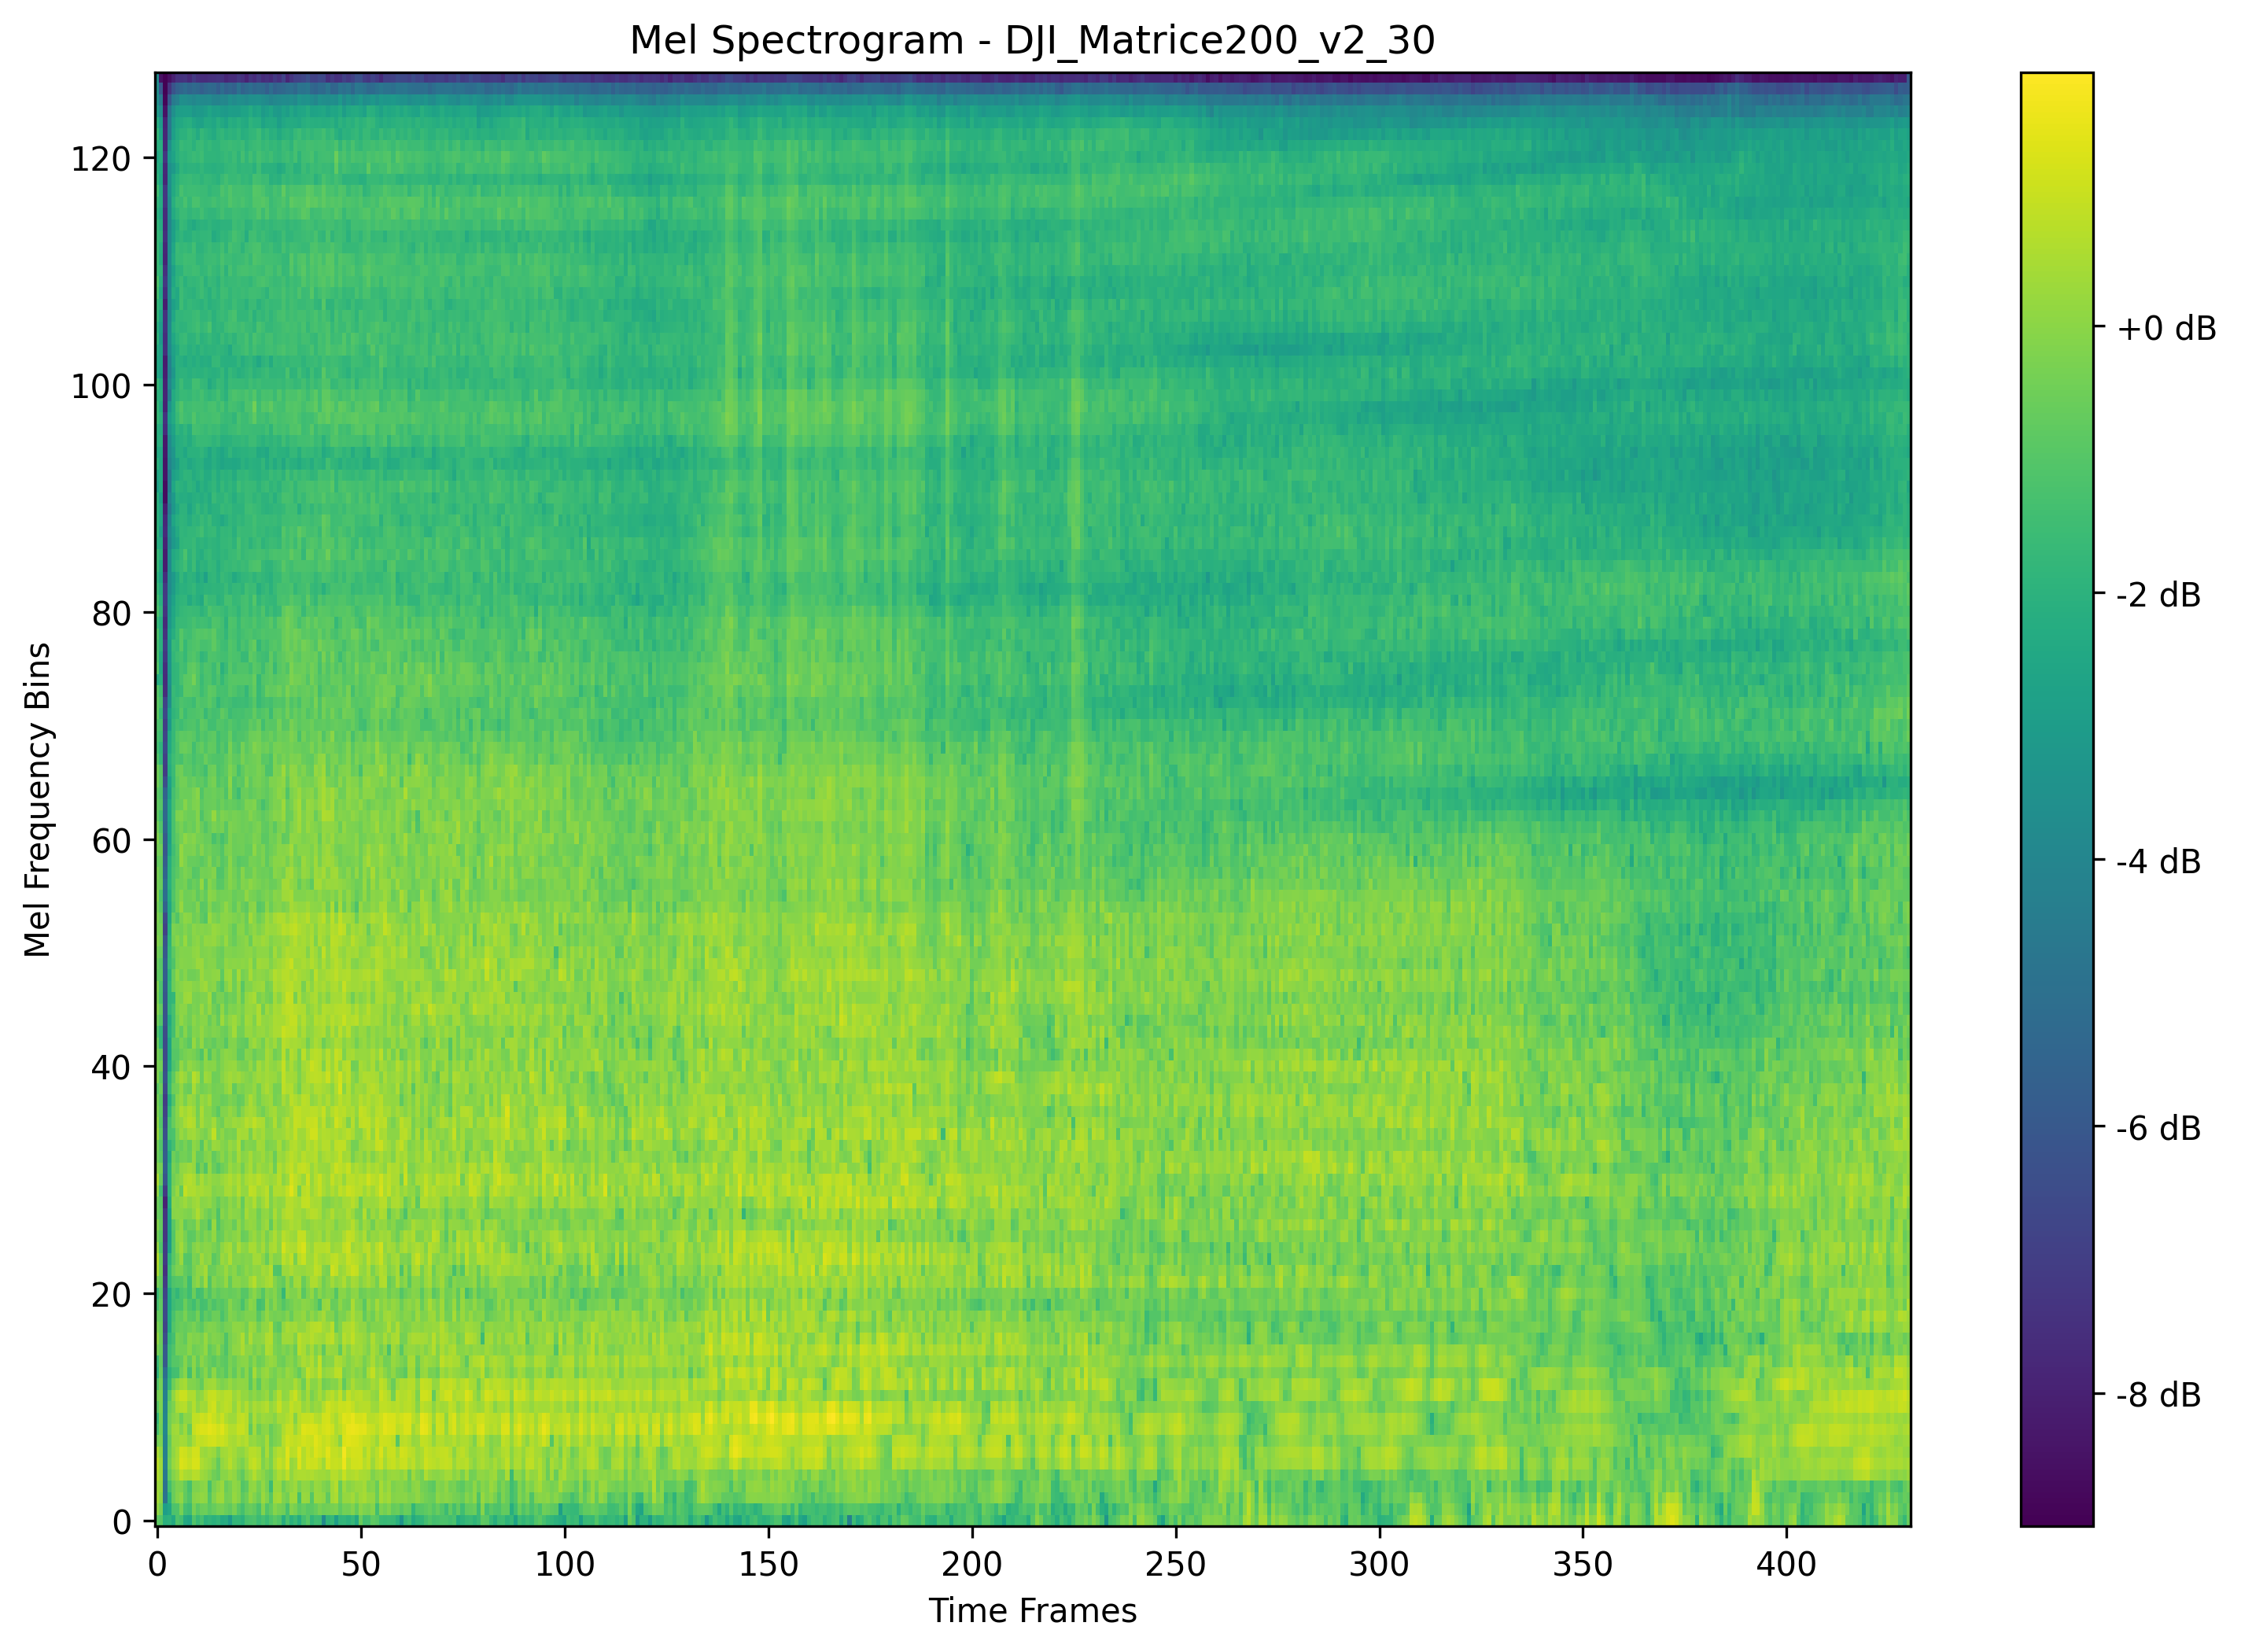 Mel Spectrogram - DJI_Matrice200_v2_30
120
100
80
60
40
20
0
Mel Frequency Bins
0 50 100 150 200 250 300 350 400
Time Frames
+0 dB
-2 dB
-4 dB
-6 dB
-8 dB